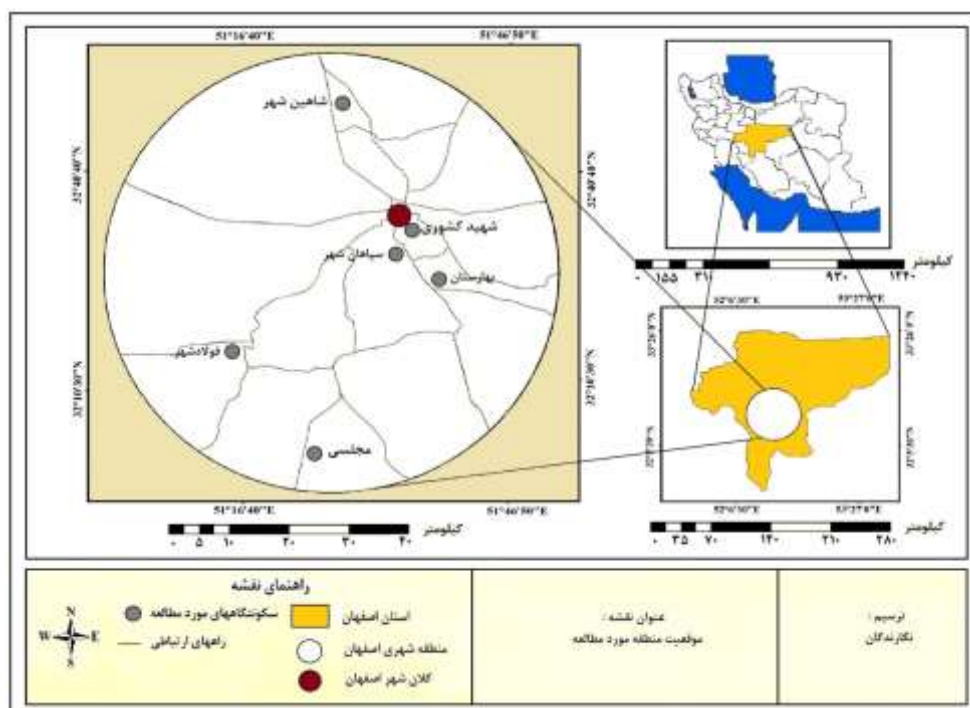 51°16'40"E
51°46'50"E
شاهین شهر
32°40'40"N
32°40'40"N
شهید کشوری
سپاهان شهر
بهارستان
فولادشهر
32°10'30"N
32°10'30"N
مجلسی
51°16'40"E
51°46'50"E
۰ ۵ ۱۰ ۲۰ ۳۰ ۴۰ کیلومتر
۰ ۱۵۵ ۳۱۰ ۹۳۰ ۱۲۴۰ کیلومتر
۰ ۳۵ ۷۰ ۱۴۰ ۲۱۰ ۲۸۰ کیلومتر
راهنمای نقشه
N
W E
S
سکونتگاههای مورد مطالعه
راههای ارتباطی
استان اصفهان
منطقه شهری اصفهان
کلان شهر اصفهان
عنوان نقشه :
موقعیت منطقه مورد مطالعه
ترسیم :
نگارندگان